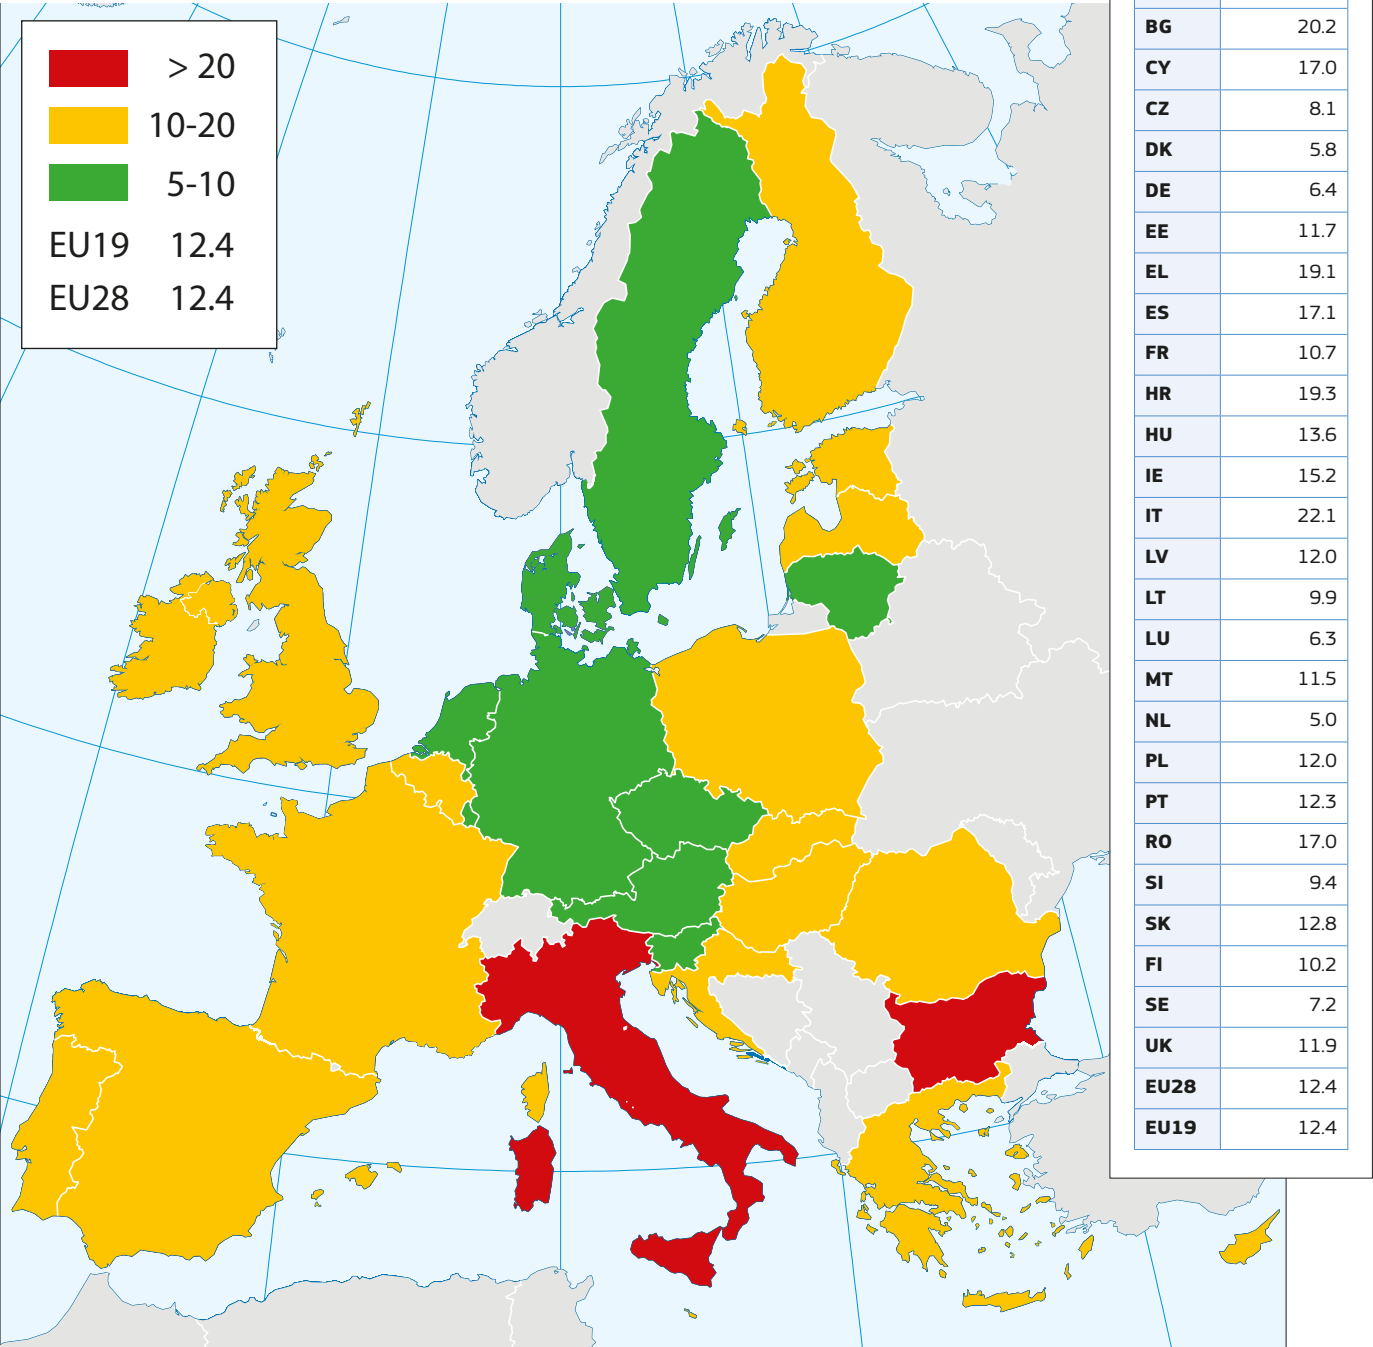 > 20
10-20
5-10
EU19 12.4
EU28 12.4
BG 20.2
CY 17.0
CZ 8.1
DK 5.8
DE 6.4
EE 11.7
EL 19.1
ES 17.1
FR 10.7
HR 19.3
HU 13.6
IE 15.2
IT 22.1
LV 12.0
LT 9.9
LU 6.3
MT 11.5
NL 5.0
PL 12.0
PT 12.3
RO 17.0
SI 9.4
SK 12.8
FI 10.2
SE 7.2
UK 11.9
EU28 12.4
EU19 12.4